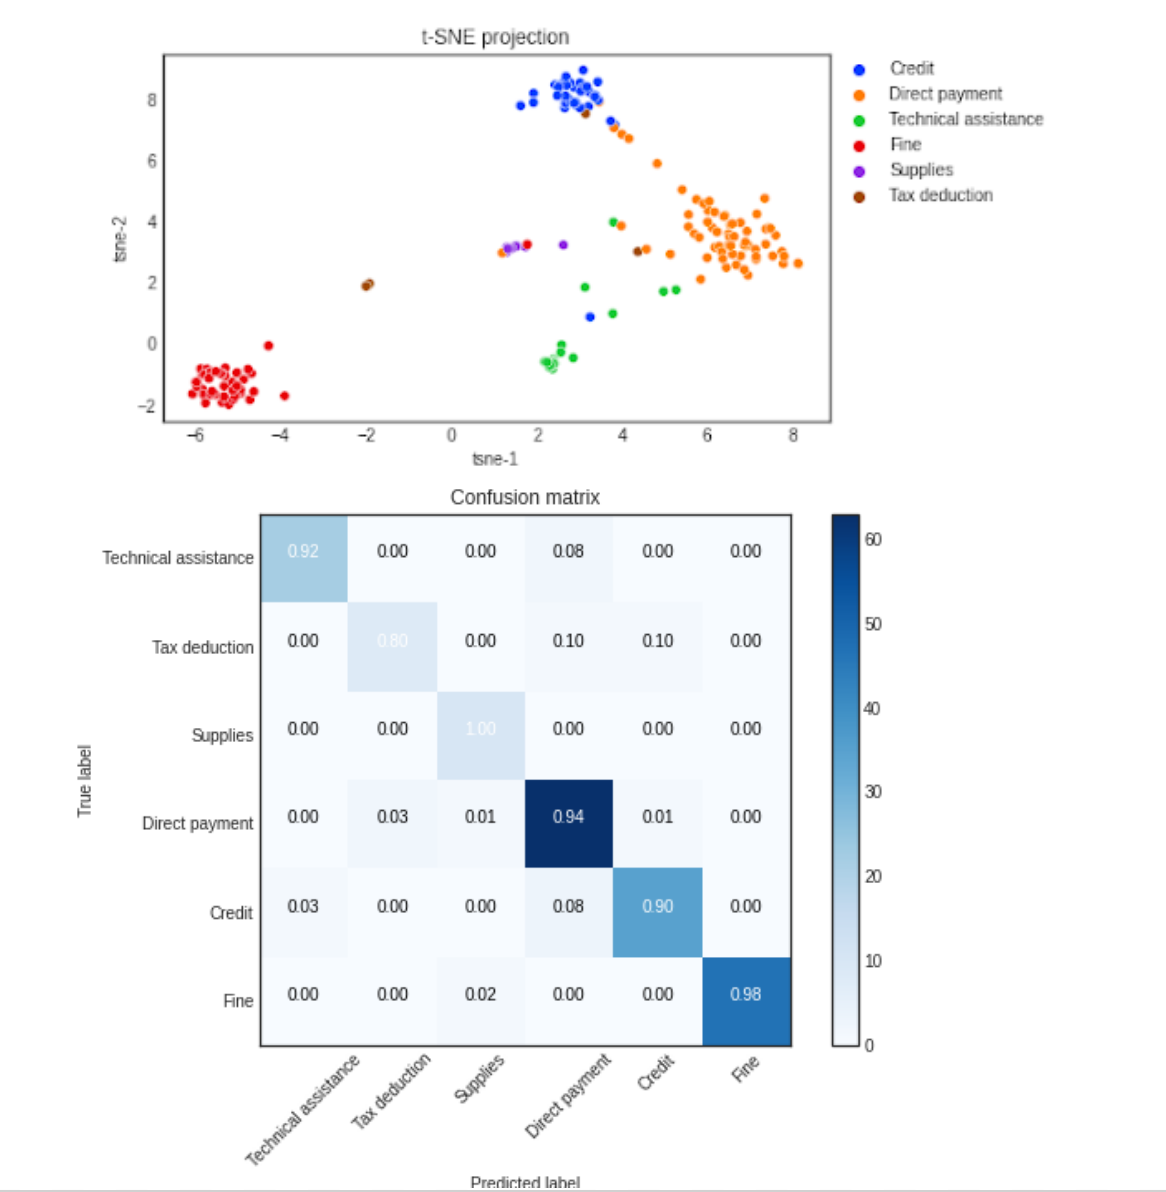 t-SNE projection
Credit
Direct payment
Technical assistance
Fine
Supplies
Tax deduction
8
6
4
2
0
−2
tsne-2
−6 −4 −2 0 2 4 6 8
tsne-1
Confusion matrix
Technical assistance 0.92 0.00 0.00 0.08 0.00 0.00
Tax deduction 0.00 0.80 0.00 0.10 0.10 0.00
Supplies 0.00 0.00 1.00 0.00 0.00 0.00
Direct payment 0.00 0.03 0.01 0.94 0.01 0.00
Credit 0.03 0.00 0.00 0.08 0.90 0.00
Fine 0.00 0.00 0.02 0.00 0.00 0.98
True label
Technical assistance
Tax deduction
Supplies
Direct payment
Credit
Fine
Predicted label
60
50
40
30
20
10
0